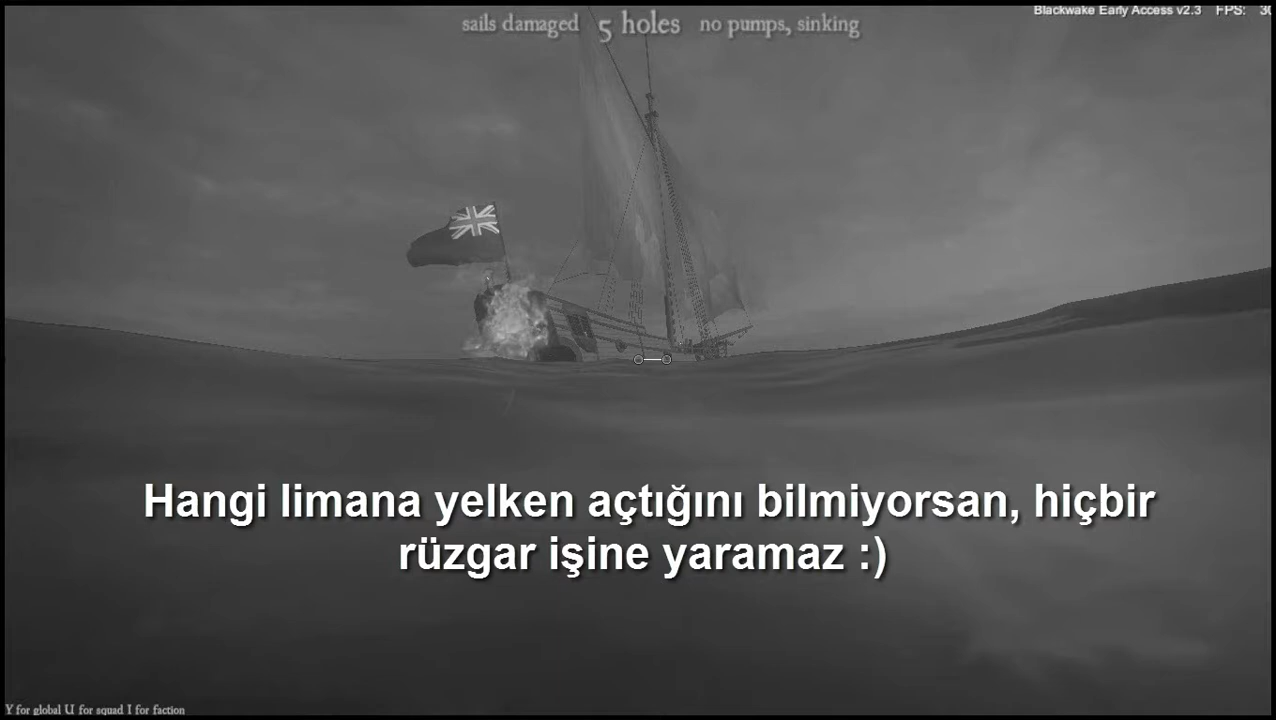 Blackwake Early Access v2.3 FPS: 30
sails damaged 5 holes no pumps, sinking
Hangi limana yelken açtığını bilmiyorsan, hiçbir
rüzgar işine yaramaz :)
Y for global U for squad I for faction